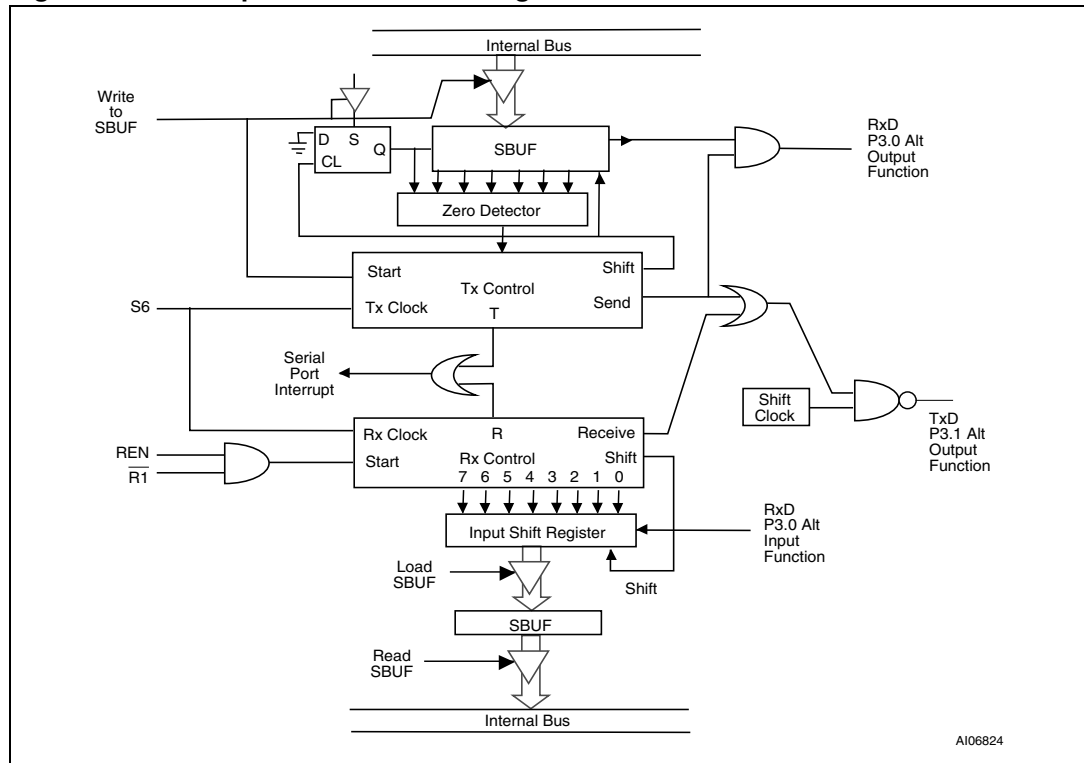 Internal Bus
Write
to
SBUF
D S
Q
CL
SBUF
RxD
P3.0 Alt
Output
Function
Zero Detector
Start
Shift
Tx Control
S6
Tx Clock
Send
T
Serial
Port
Interrupt
Shift
Clock
TxD
P3.1 Alt
Output
Function
Rx Clock
R
Receive
REN
R1
Start
Rx Control
Shift
7 6 5 4 3 2 1 0
Input Shift Register
RxD
P3.0 Alt
Input
Function
Load
SBUF
Shift
SBUF
Read
SBUF
Internal Bus
AI06824